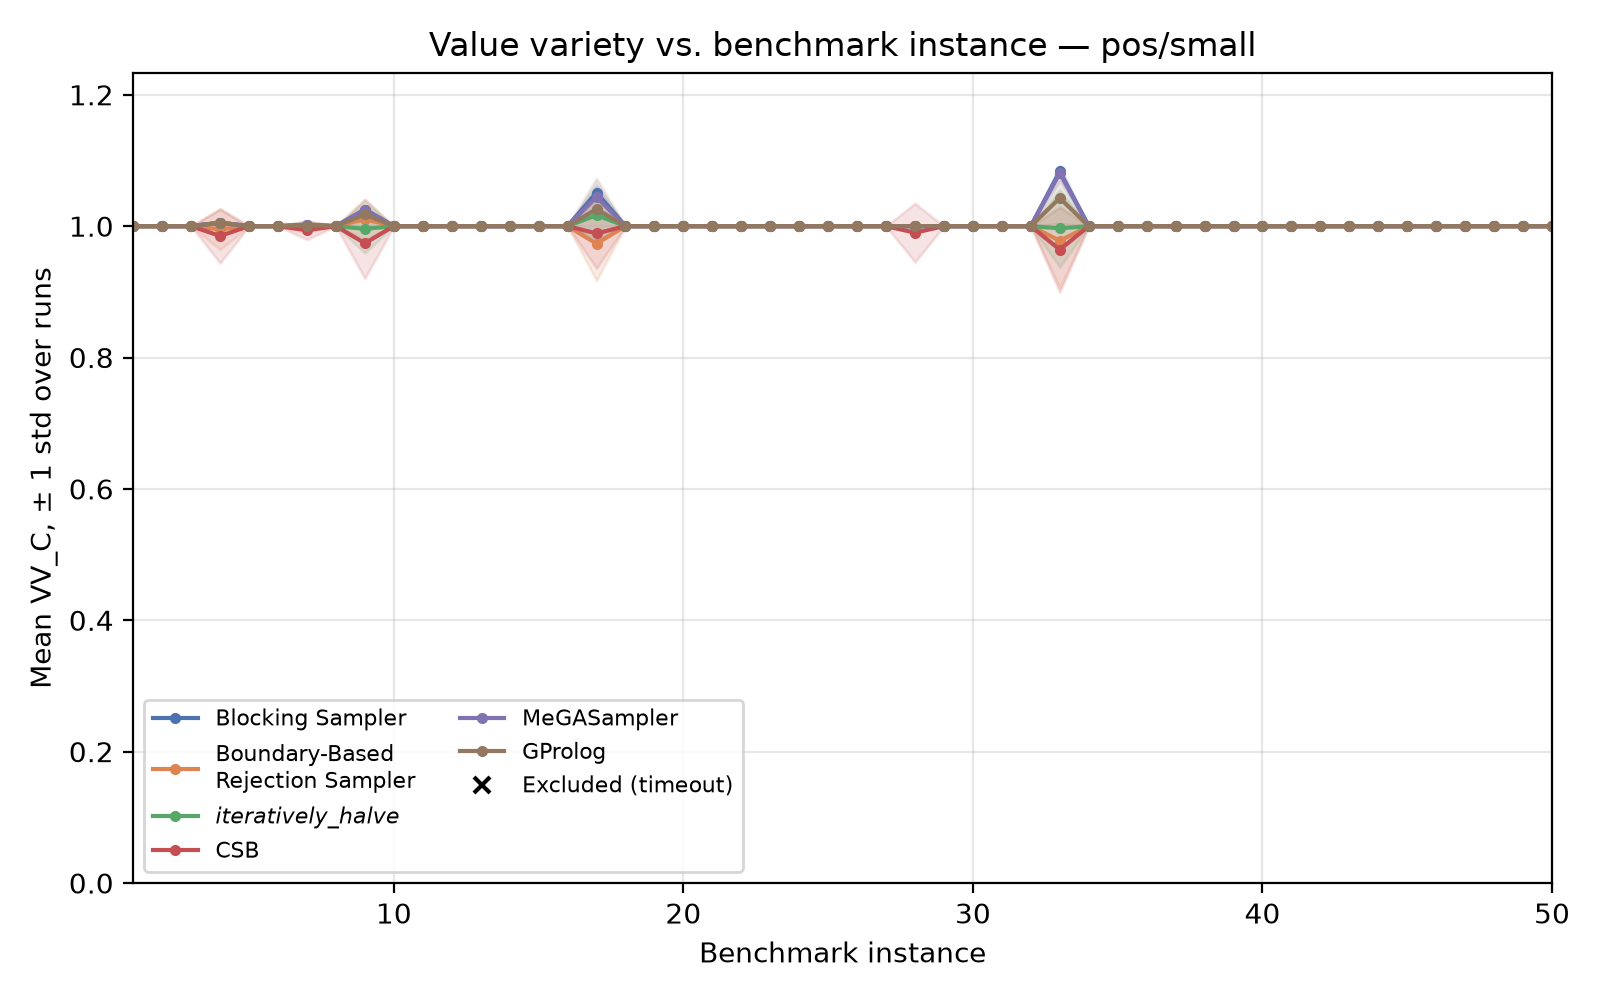 Value variety vs. benchmark instance — pos/small
Mean VV_C, ± 1 std over runs
1.2
1.0
0.8
0.6
0.4
0.2
0.0
Blocking Sampler
Boundary-Based
Rejection Sampler
iteratively_halve
CSB
MeGASampler
GProlog
Excluded (timeout)
10
20
30
40
50
Benchmark instance